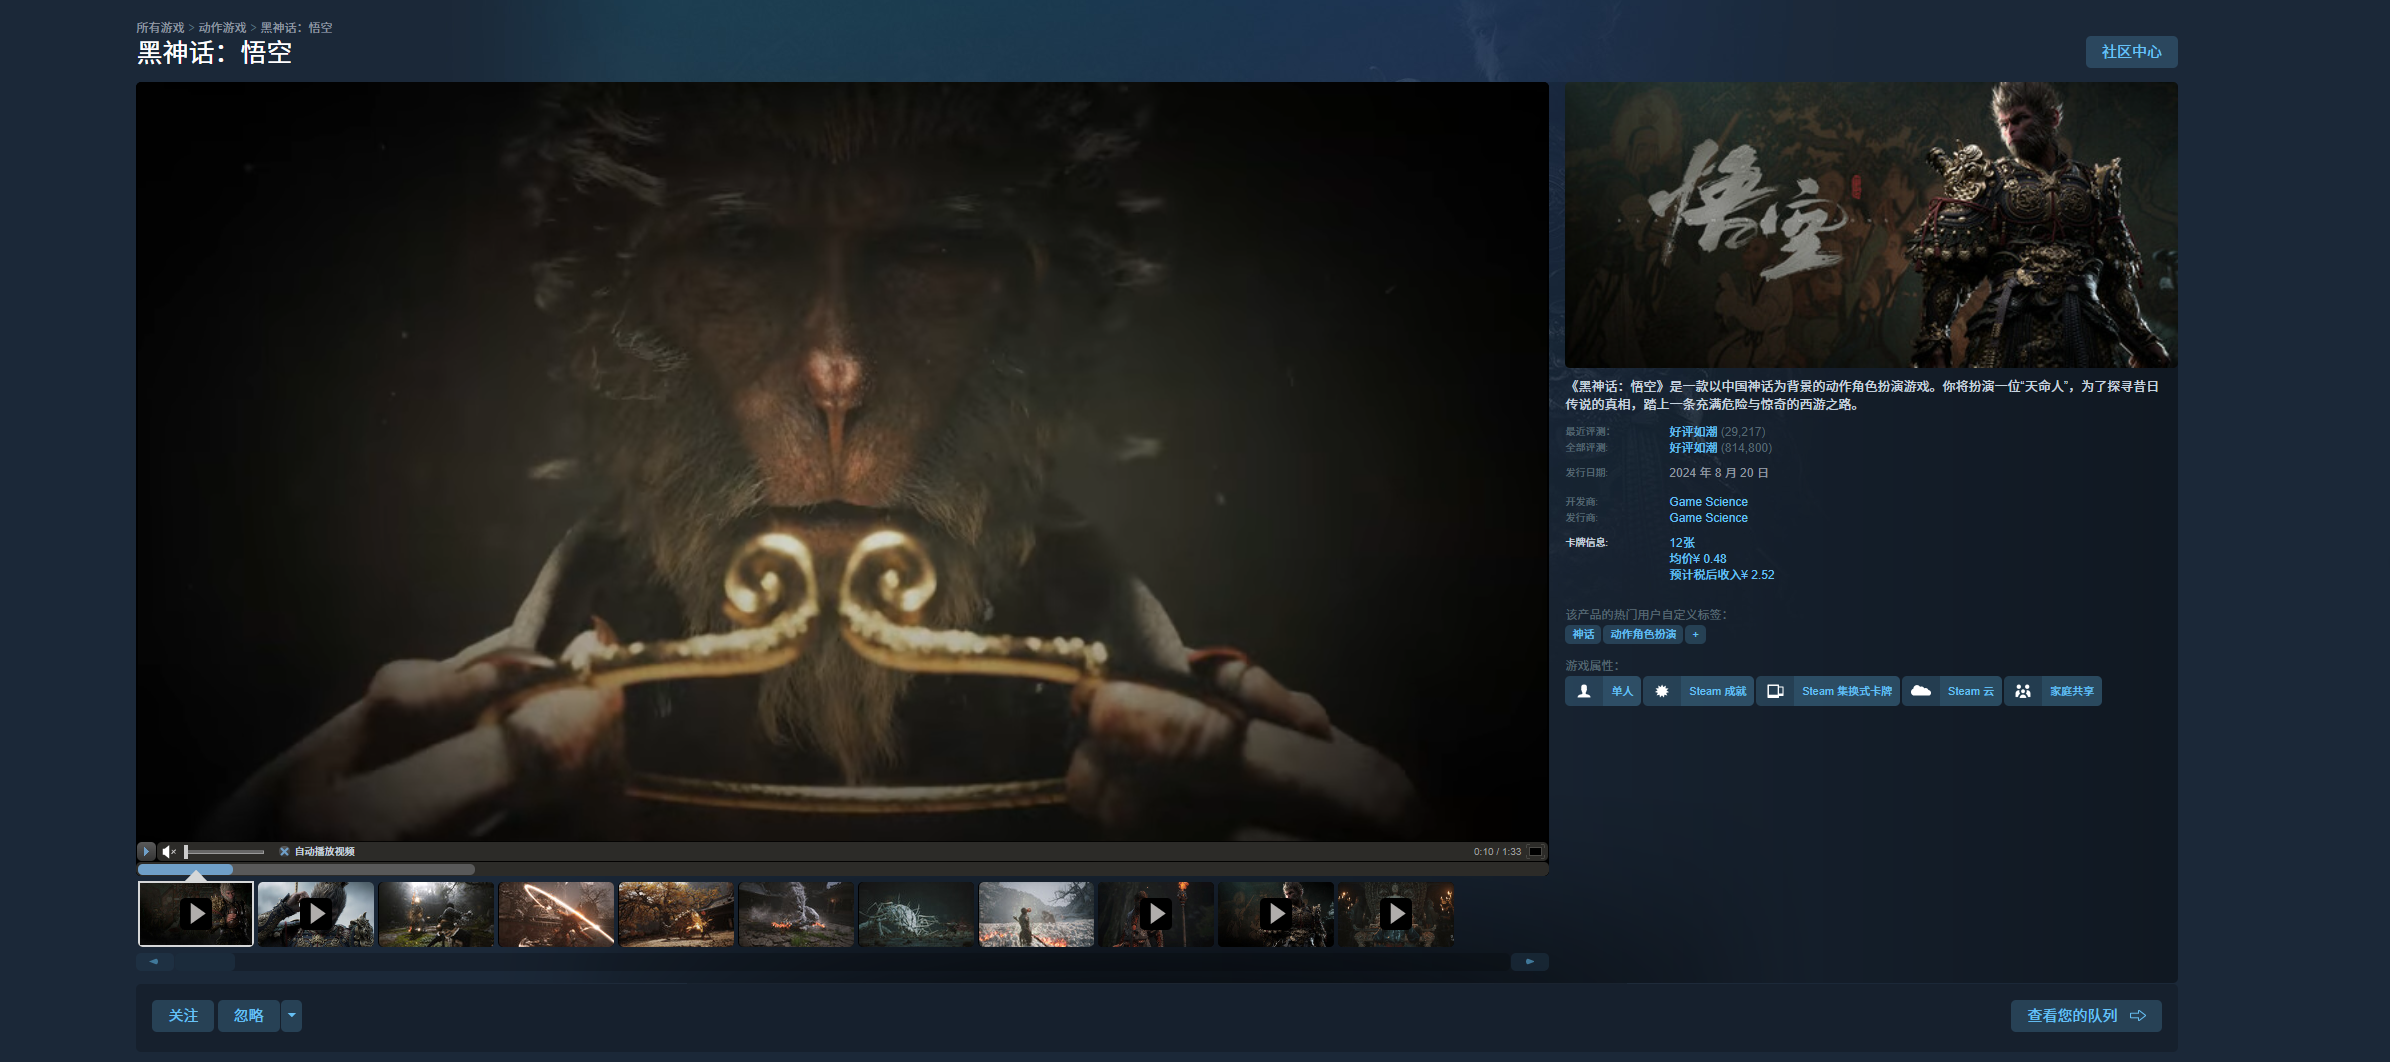 所有游戏 > 动作游戏 > 黑神话：悟空
黑神话：悟空
社区中心
悟空
《黑神话：悟空》是一款以中国神话为背景的动作角色扮演游戏。你将扮演一位“天命人”，为了探寻昔日
传说的真相，踏上一条充满危险与惊奇的西游之路。
最近评测： 好评如潮 (29,217)
全部评测: 好评如潮 (814,800)
发行日期: 2024 年 8 月 20 日
开发商: Game Science
发行商: Game Science
卡牌信息: 12张
均价¥ 0.48
预计税后收入¥ 2.52
该产品的热门用户自定义标签：
神话 动作角色扮演 +
游戏属性：
单人 Steam 成就 Steam 集换式卡牌 Steam 云 家庭共享
自动播放视频 0:10 / 1:33
关注 忽略 查看您的队列